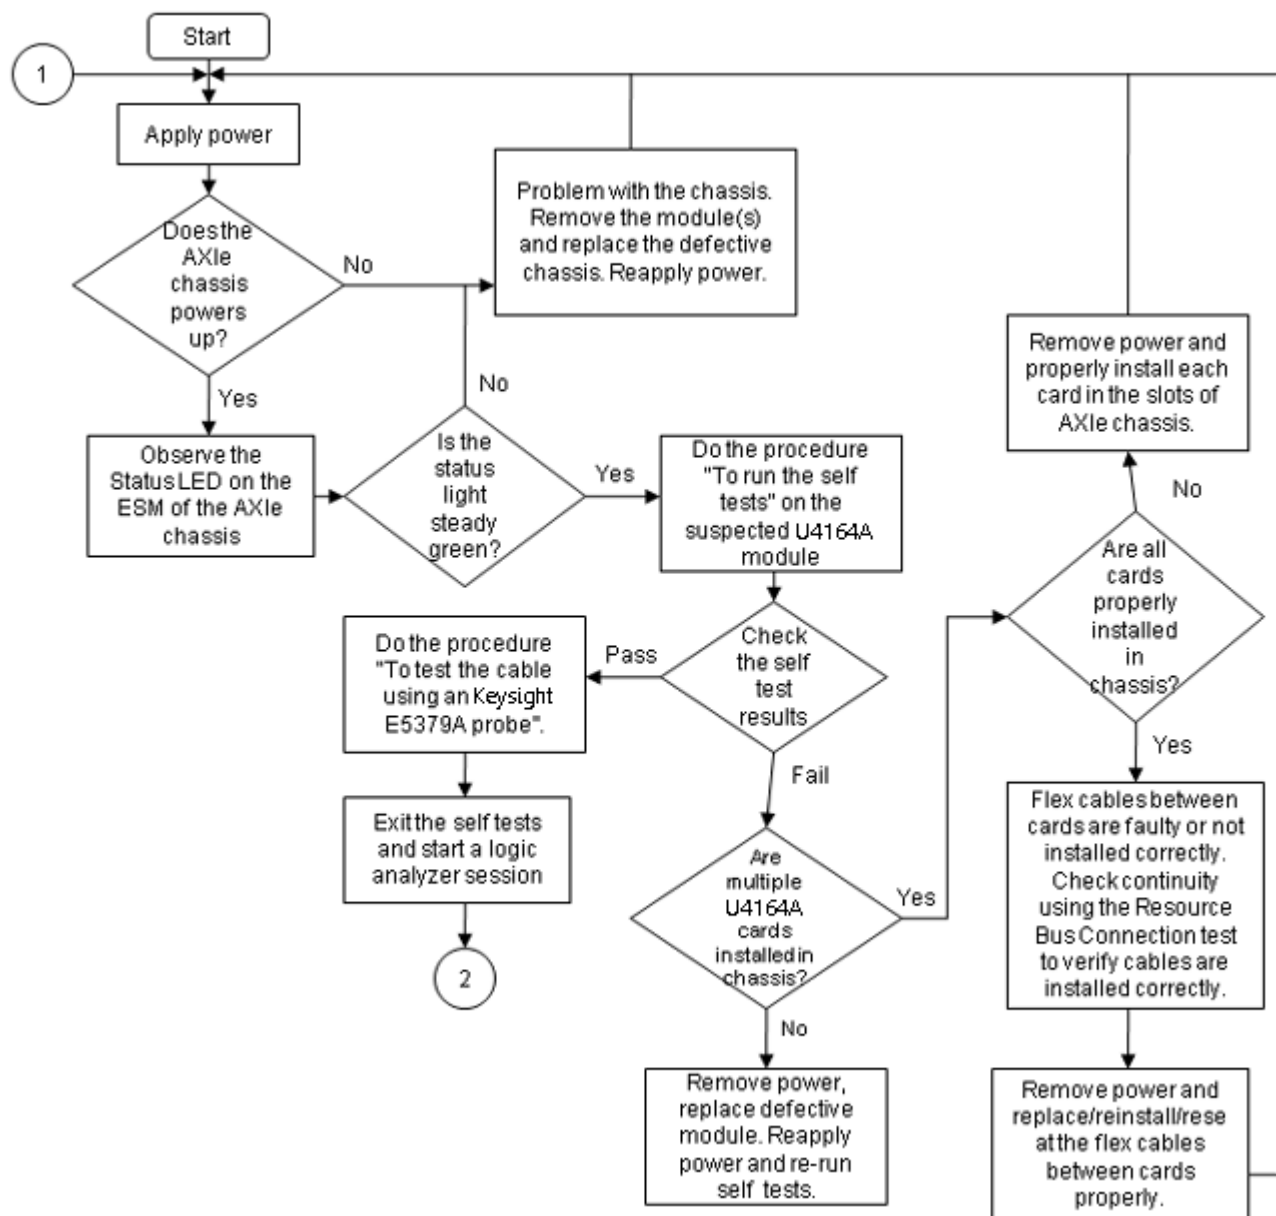 Start
1
Apply power
Does the
AXIe
chassis
powers
up?
No
Yes
Problem with the chassis.
Remove the module(s)
and replace the defective
chassis. Reapply power.
Observe the
Status LED on the
ESM of the AXIe
chassis
No
Is the
status
light
steady
green?
Yes
Do the procedure
"To run the self
tests" on the
suspected U4164A
module
Check
the self
test
results
Pass
Do the procedure
"To test the cable
using an Keysight
E5379A probe".
Exit the self tests
and start a logic
analyzer session
2
Fail
Are
multiple
U4164A
cards
installed in
chassis?
Yes
No
Remove power,
replace defective
module. Reapply
power and re-run
self tests.
Remove power and
properly install each
card in the slots of
AXIe chassis.
No
Are all
cards
properly
installed
in
chassis?
Yes
Flex cables between
cards are faulty or not
installed correctly.
Check continuity
using the Resource
Bus Connection test
to verify cables are
installed correctly.
Remove power and
replace/reinstall/rese
at the flex cables
between cards
properly.